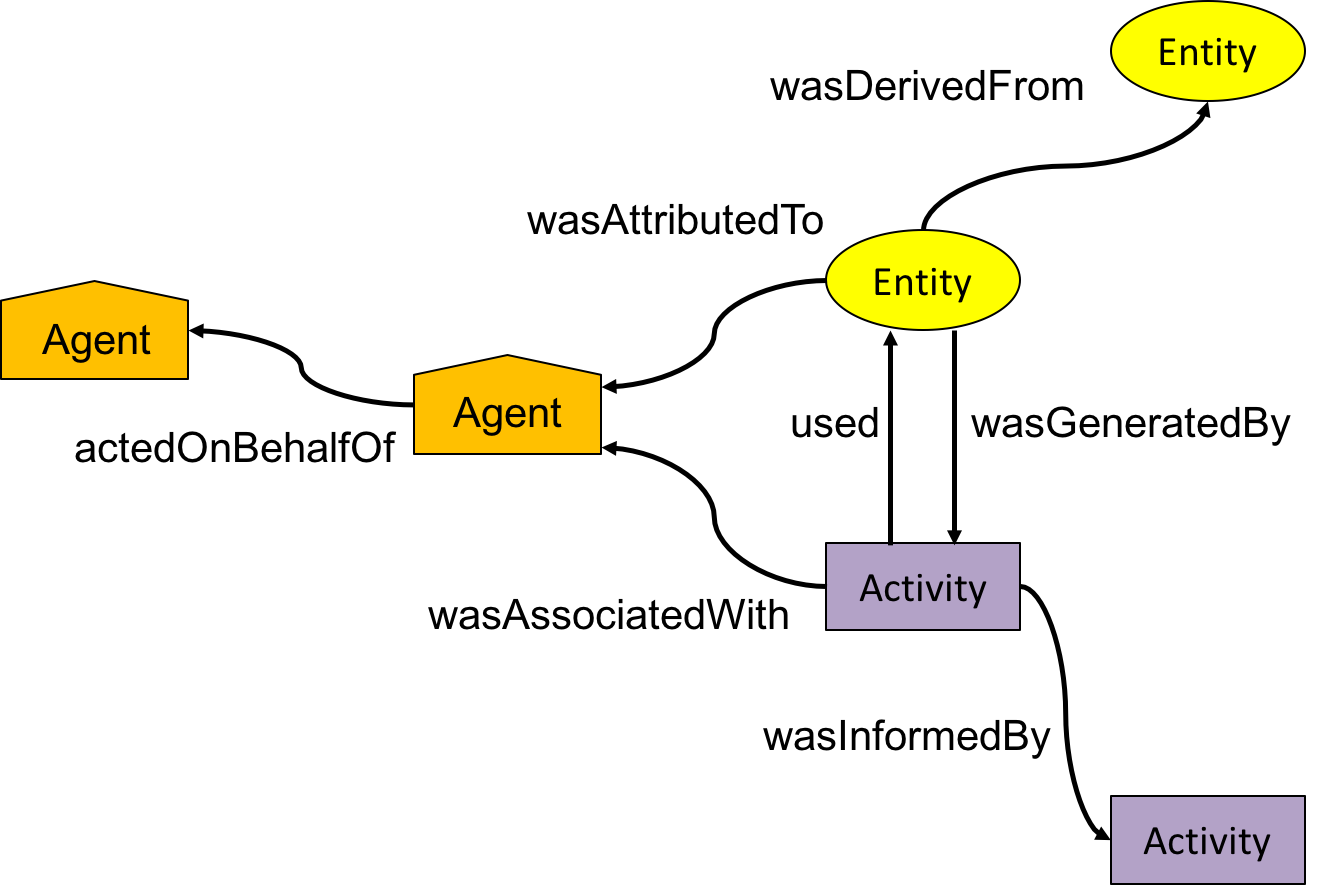 Entity
wasDerivedFrom
wasAttributedTo
Entity
Agent
Agent
actedOnBehalfOf
used
wasGeneratedBy
Activity
wasAssociatedWith
wasInformedBy
Activity